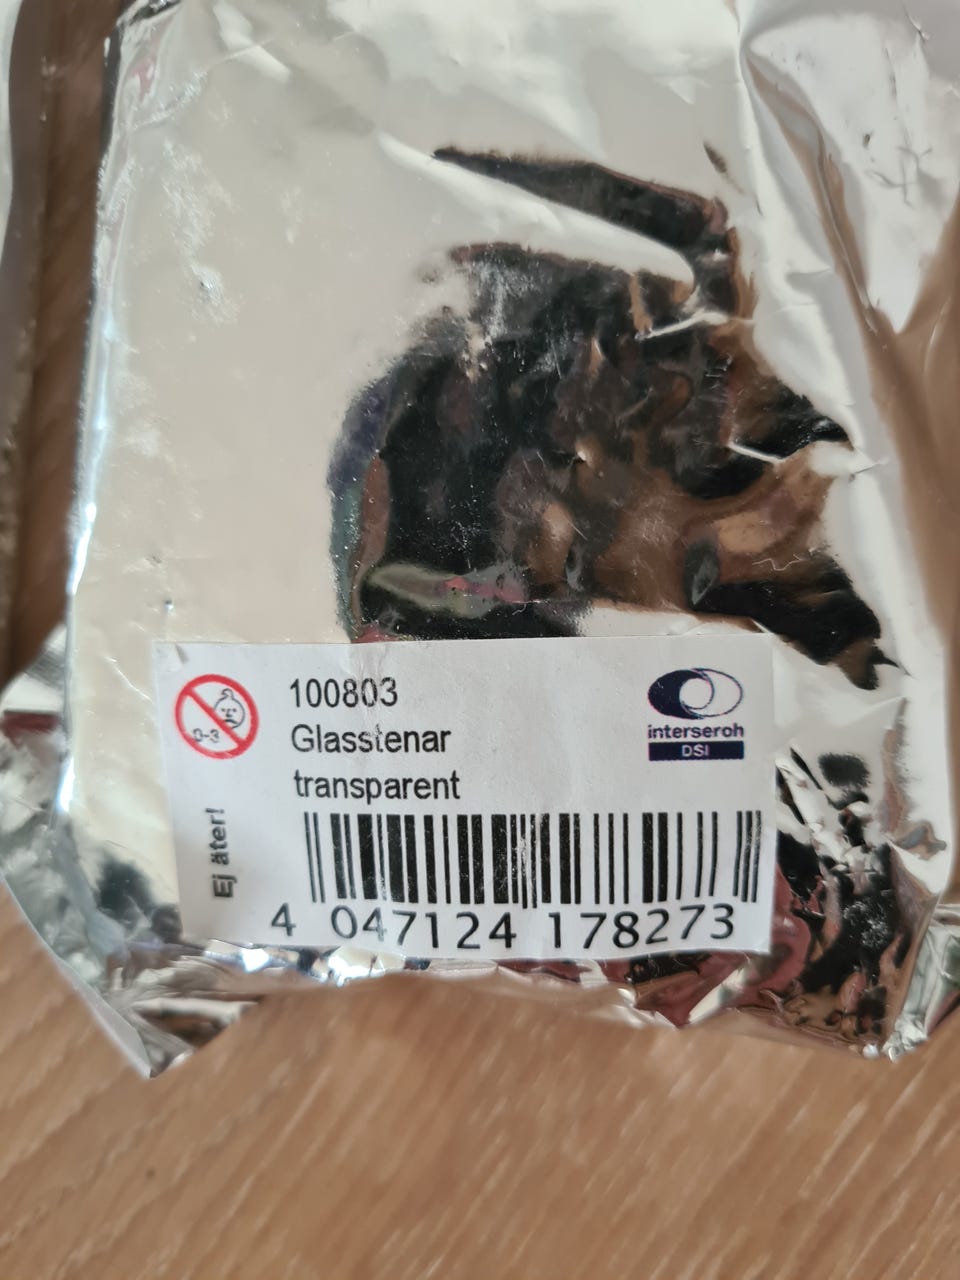 100803
Glasstenar
transparent
0-3
interseroh
DSI
Ej äter!
4 047124 178273